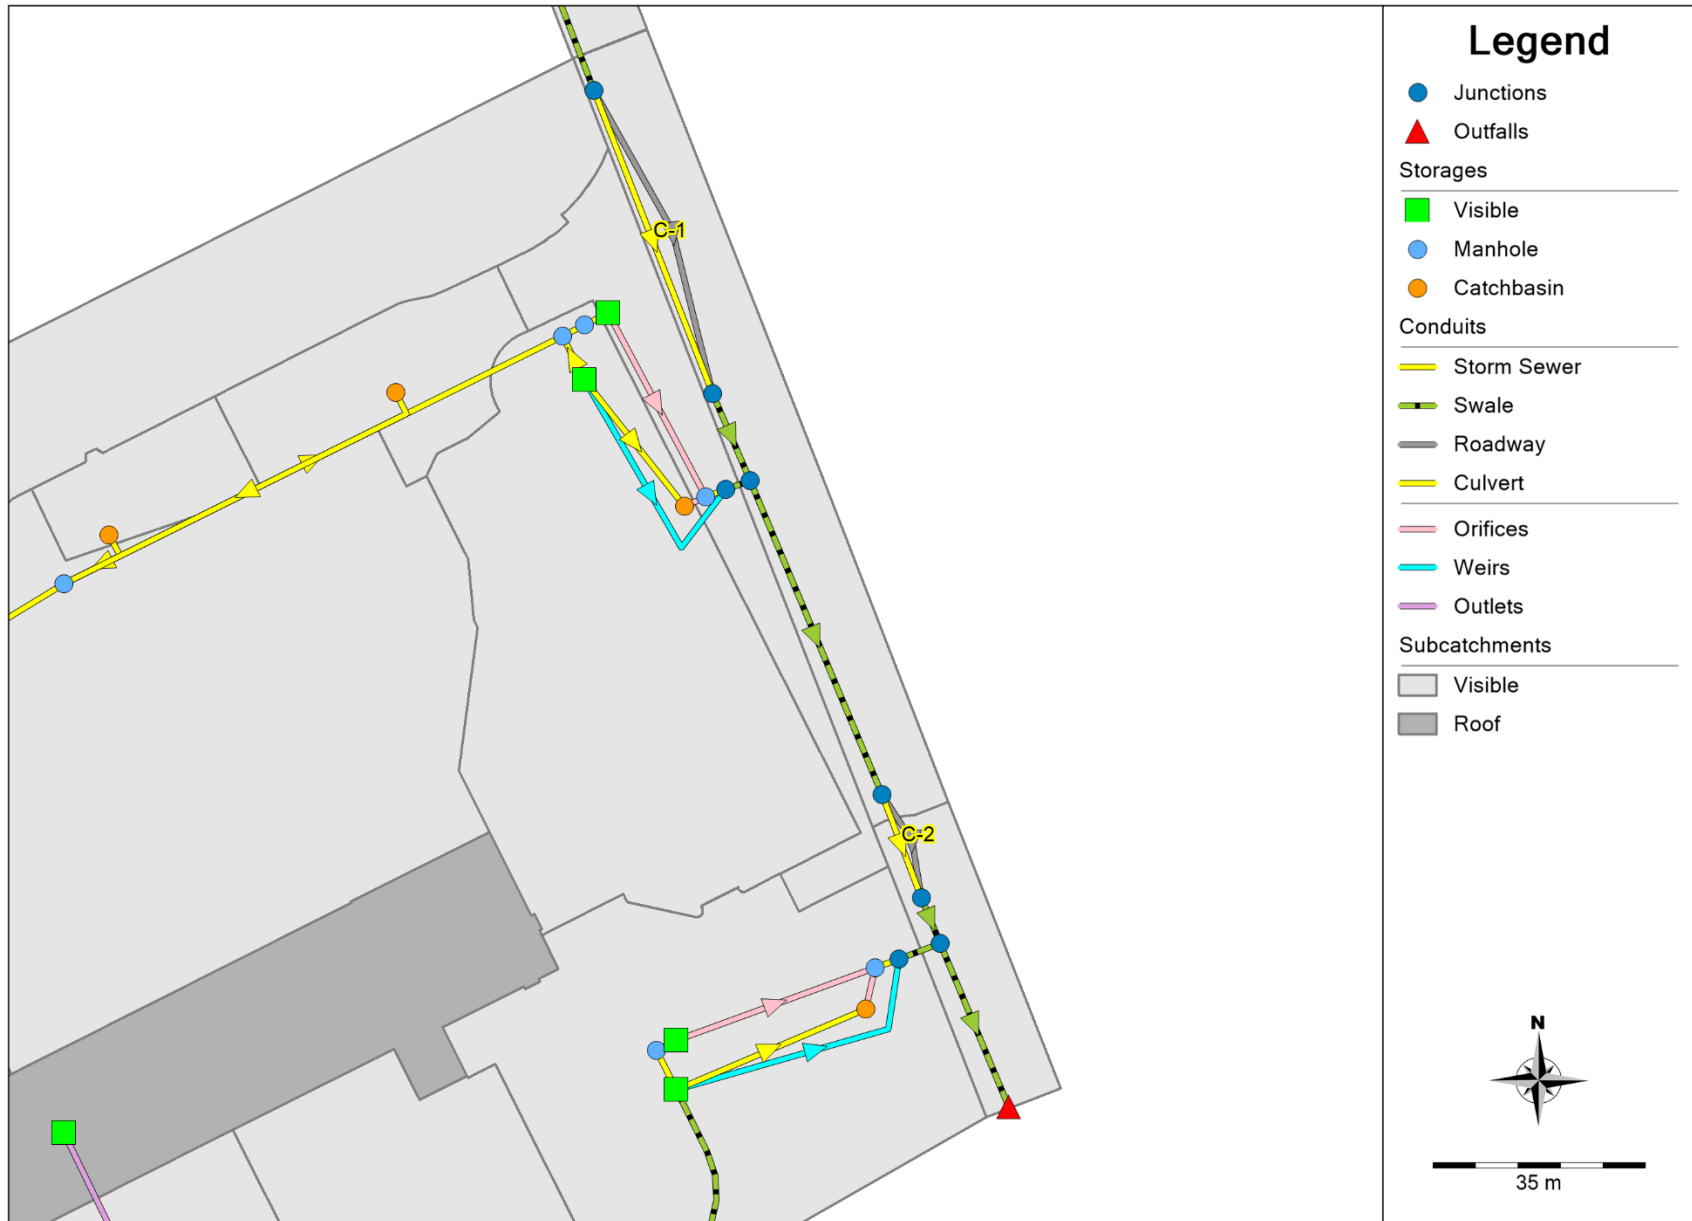 C-1
C-2
Legend
Junctions
Outfalls
Storages
Visible
Manhole
Catchbasin
Conduits
Storm Sewer
Swale
Roadway
Culvert
Orifices
Weirs
Outlets
Subcatchments
Visible
Roof
N
35 m